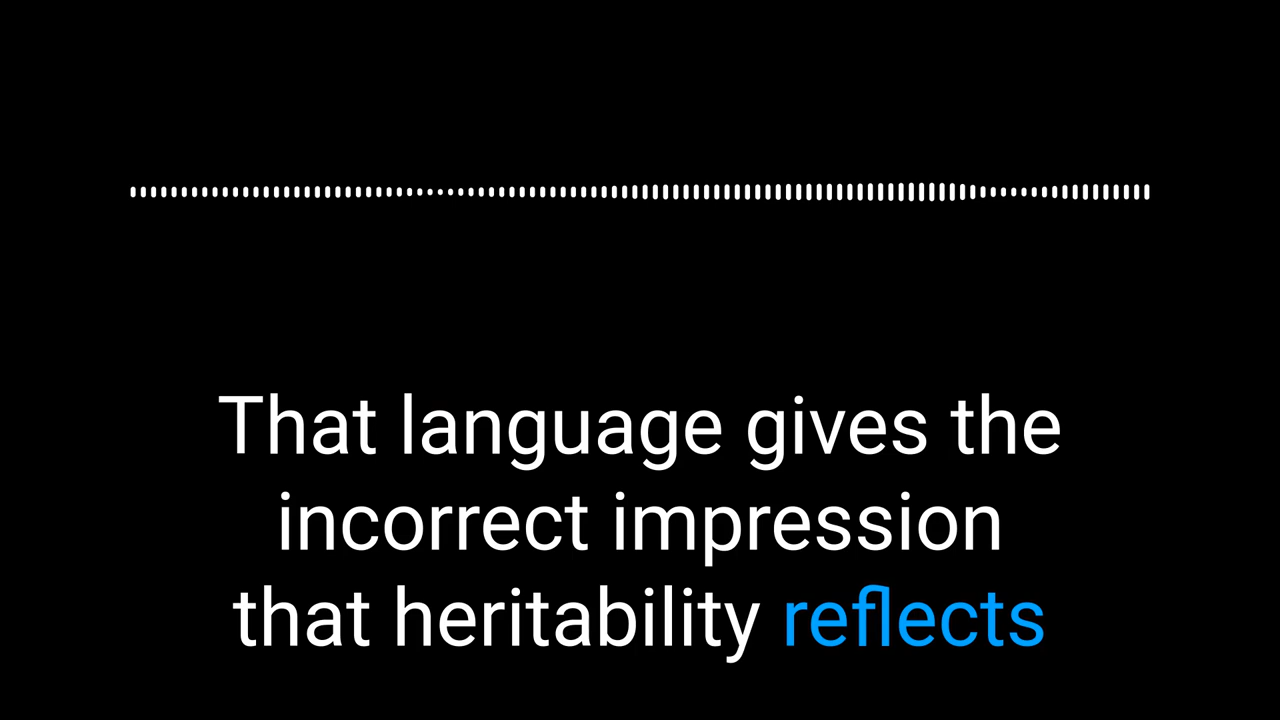 That language gives the
incorrect impression
that heritability reflects